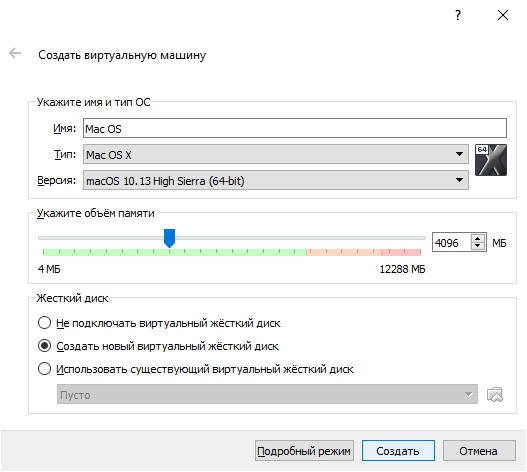 ?
Создать виртуальную машину
Укажите имя и тип ОС
Имя: Mac OS
Тип: Mac OS X
64
Версия: macOS 10.13 High Sierra (64-bit)
Укажите объём памяти
4096 МБ
4 МБ 12288 МБ
Жесткий диск
Не подключать виртуальный жёсткий диск
Создать новый виртуальный жёсткий диск
Использовать существующий виртуальный жёсткий диск
Пусто
Подробный режим Создать Отмена